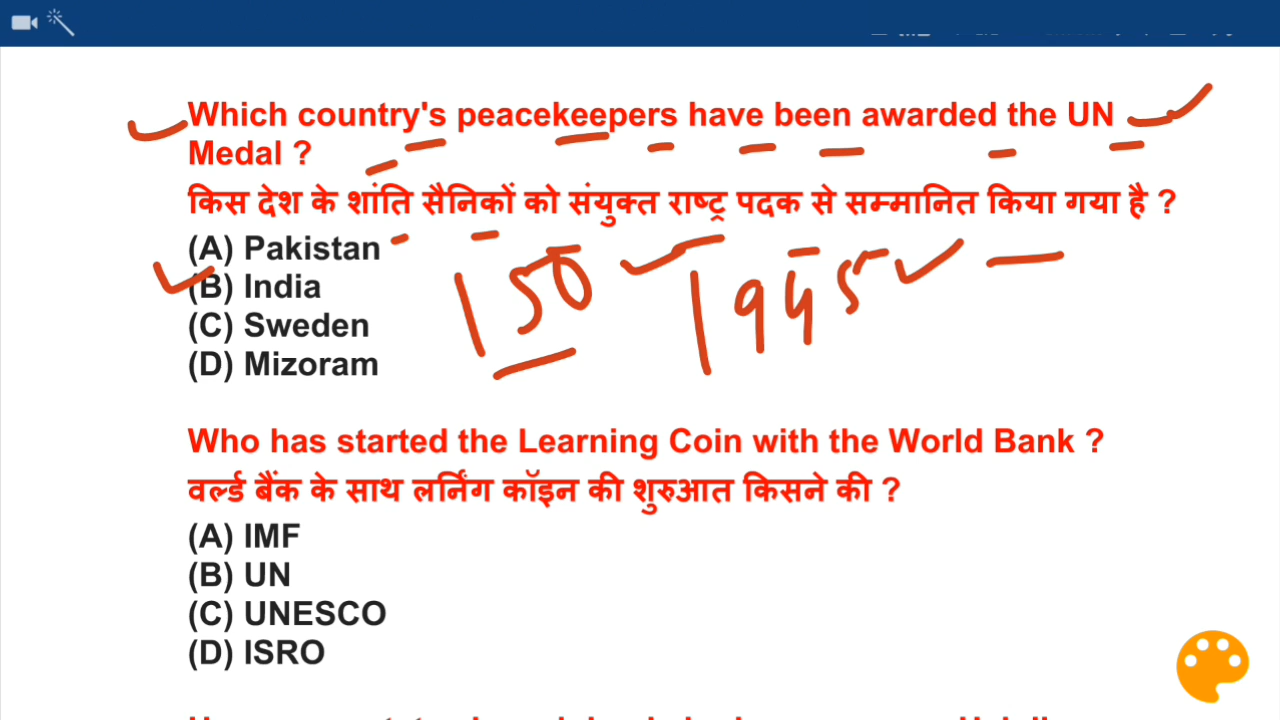 Which country's peacekeepers have been awarded the UN
Medal ?
किस देश के शांति सैनिकों को संयुक्त राष्ट्र पदक से सम्मानित किया गया है ?
(A) Pakistan
(B) India
150 1945
(C) Sweden
(D) Mizoram
Who has started the Learning Coin with the World Bank ?
वर्ल्ड बैंक के साथ लर्निंग कॉइन की शुरुआत किसने की ?
(A) IMF
(B) UN
(C) UNESCO
(D) ISRO